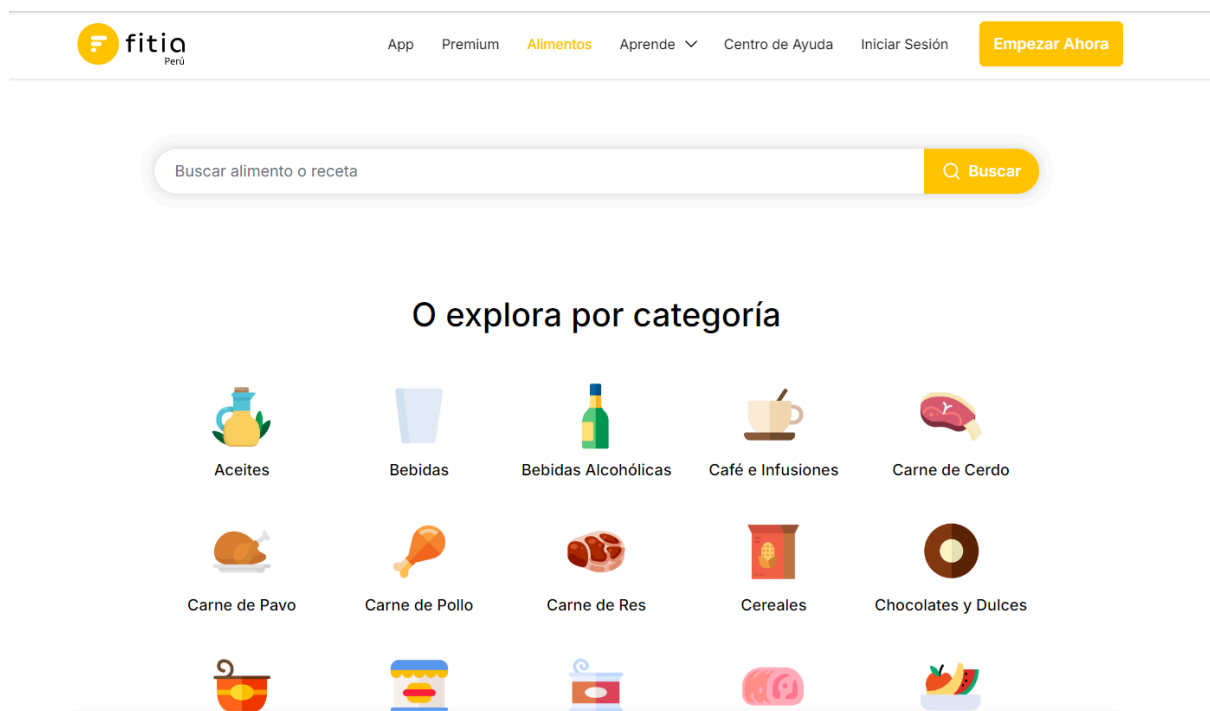 fitia
Perú
App Premium Alimentos Aprende Centro de Ayuda Iniciar Sesión Empezar Ahora
Buscar alimento o receta Buscar
O explora por categoría
Aceites Bebidas Bebidas Alcohólicas Café e Infusiones Carne de Cerdo
Carne de Pavo Carne de Pollo Carne de Res Cereales Chocolates y Dulces